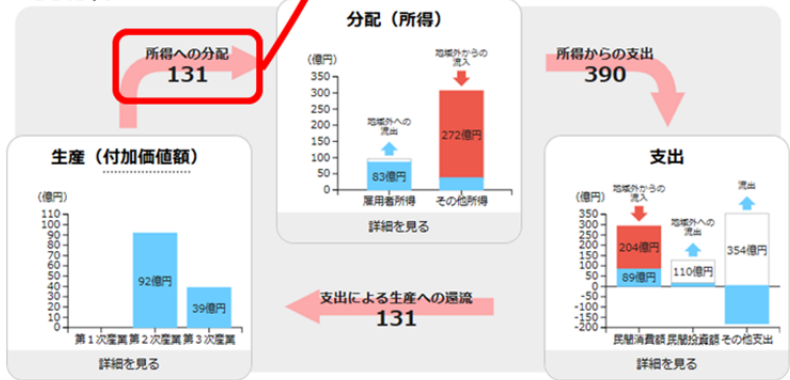 分配（所得）
（億円）
350
300
250
200
150
100
50
0
地域外への
流出
83億円
地域外からの
流入
272億円
雇用者所得
その他所得
詳細を見る
所得への分配
131
所得からの支出
390
生産（付加価値額）
（億円）
110
100
90
80
70
60
50
40
30
20
10
0
92億円
39億円
第１次産業
第２次産業
第３次産業
詳細を見る
支出による生産への還流
131
支出
（億円）
350
300
250
200
150
100
50
0
-50
-100
-150
-200
地域外からの
流入
204億円
89億円
地域外への
流出
110億円
流出
354億円
民間消費額
民間投資額
その他支出
詳細を見る